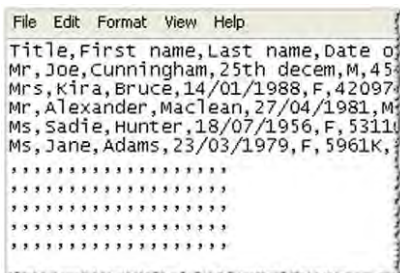 File Edit Format View Help
Title,First name,Last name,Date o
Mr,Joe,Cunningham,25th decem,M,45
Mrs,Kira,Bruce,14/01/1988,F,42097
Mr,Alexander,Maclean,27/04/1981,M
Ms,Sadie,Hunter,18/07/1956,F,5311
Ms,Jane,Adams,23/03/1979,F,5961K,
,,,,,,,,,,,,,,,,,,,
,,,,,,,,,,,,,,,,,,,
,,,,,,,,,,,,,,,,,,,
,,,,,,,,,,,,,,,,,,,
,,,,,,,,,,,,,,,,,,,